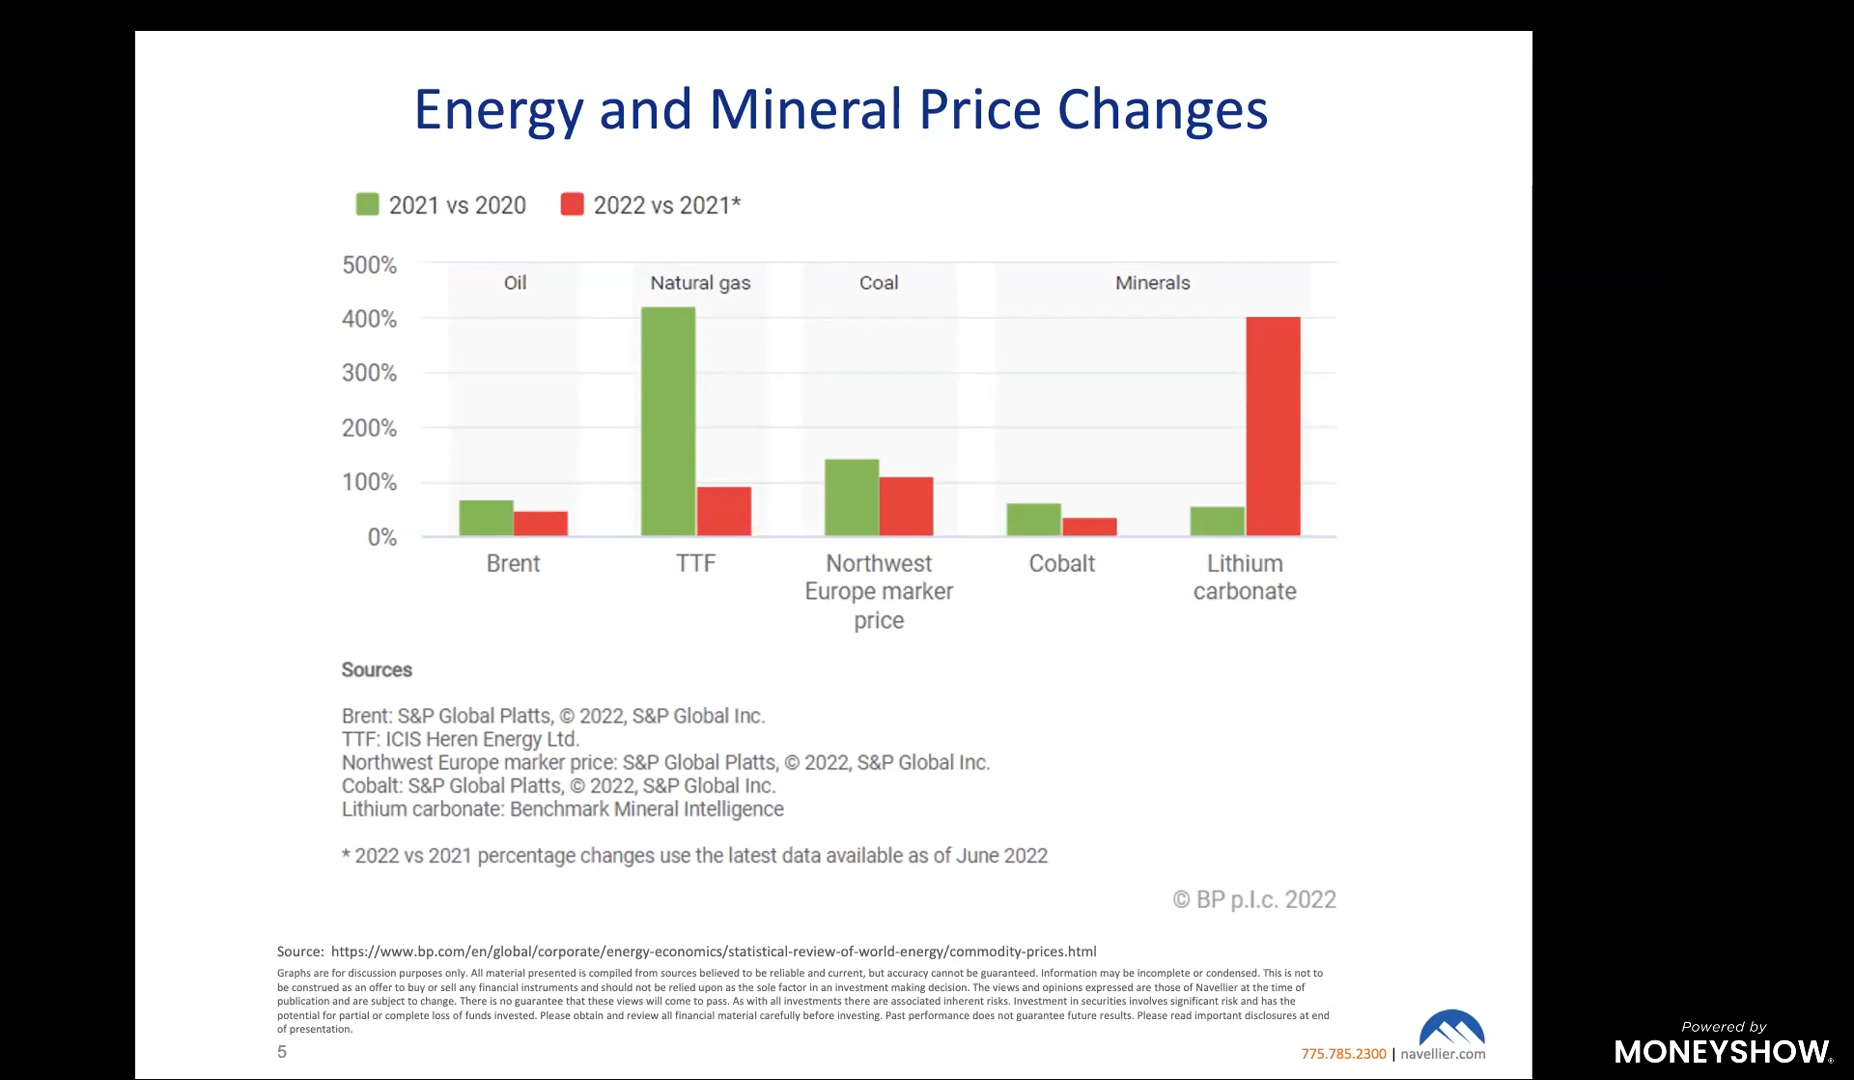 Energy and Mineral Price Changes
2021 vs 2020
2022 vs 2021*
500%
400%
300%
200%
100%
0%
Oil
Natural gas
Coal
Minerals
Brent
TTF
Northwest
Europe marker
price
Cobalt
Lithium
carbonate
Sources
Brent: S&P Global Platts, © 2022, S&P Global Inc.
TTF: ICIS Heren Energy Ltd.
Northwest Europe marker price: S&P Global Platts, © 2022, S&P Global Inc.
Cobalt: S&P Global Platts, © 2022, S&P Global Inc.
Lithium carbonate: Benchmark Mineral Intelligence
* 2022 vs 2021 percentage changes use the latest data available as of June 2022
© BP p.l.c. 2022
Source: https://www.bp.com/en/global/corporate/energy-economics/statistical-review-of-world-energy/commodity-prices.html
Graphs are for discussion purposes only. All material presented is compiled from sources believed to be reliable and current, but accuracy cannot be guaranteed. Information may be incomplete or condensed. This is not to
be construed as an offer to buy or sell any financial instruments and should not be relied upon as the sole factor in an investment making decision. The views and opinions expressed are those of Navellier at the time of
publication and are subject to change. There is no guarantee that these views will come to pass. As with all investments there are associated inherent risks. Investment in securities involves significant risk and has the
potential for partial or complete loss of funds invested. Please obtain and review all financial material carefully before investing. Past performance does not guarantee future results. Please read important disclosures at end
of presentation.
5
775.785.2300 | navellier.com
Powered by
MONEYSHOW®